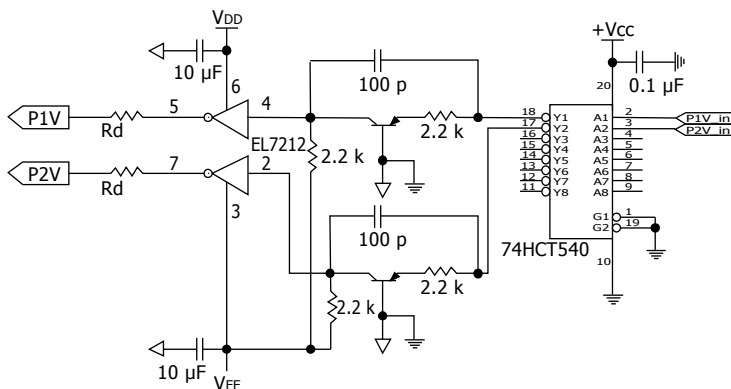 VDD
+Vcc
10 µF
6
100 p
20
0.1 µF
P1V
Rd
5
4
EL7212
2.2 k
2.2 k
18 Y1 A1 2 P1V_in
17 Y2 A2 3 P2V_in
16 Y3 A3 4
15 Y4 A4 5
14 Y5 A5 6
13 Y6 A6 7
12 Y7 A7 8
11 Y8 A8 9
G1 1
G2 19
74HCT540
10
P2V
Rd
7
2
3
100 p
2.2 k
2.2 k
10 µF
VEE